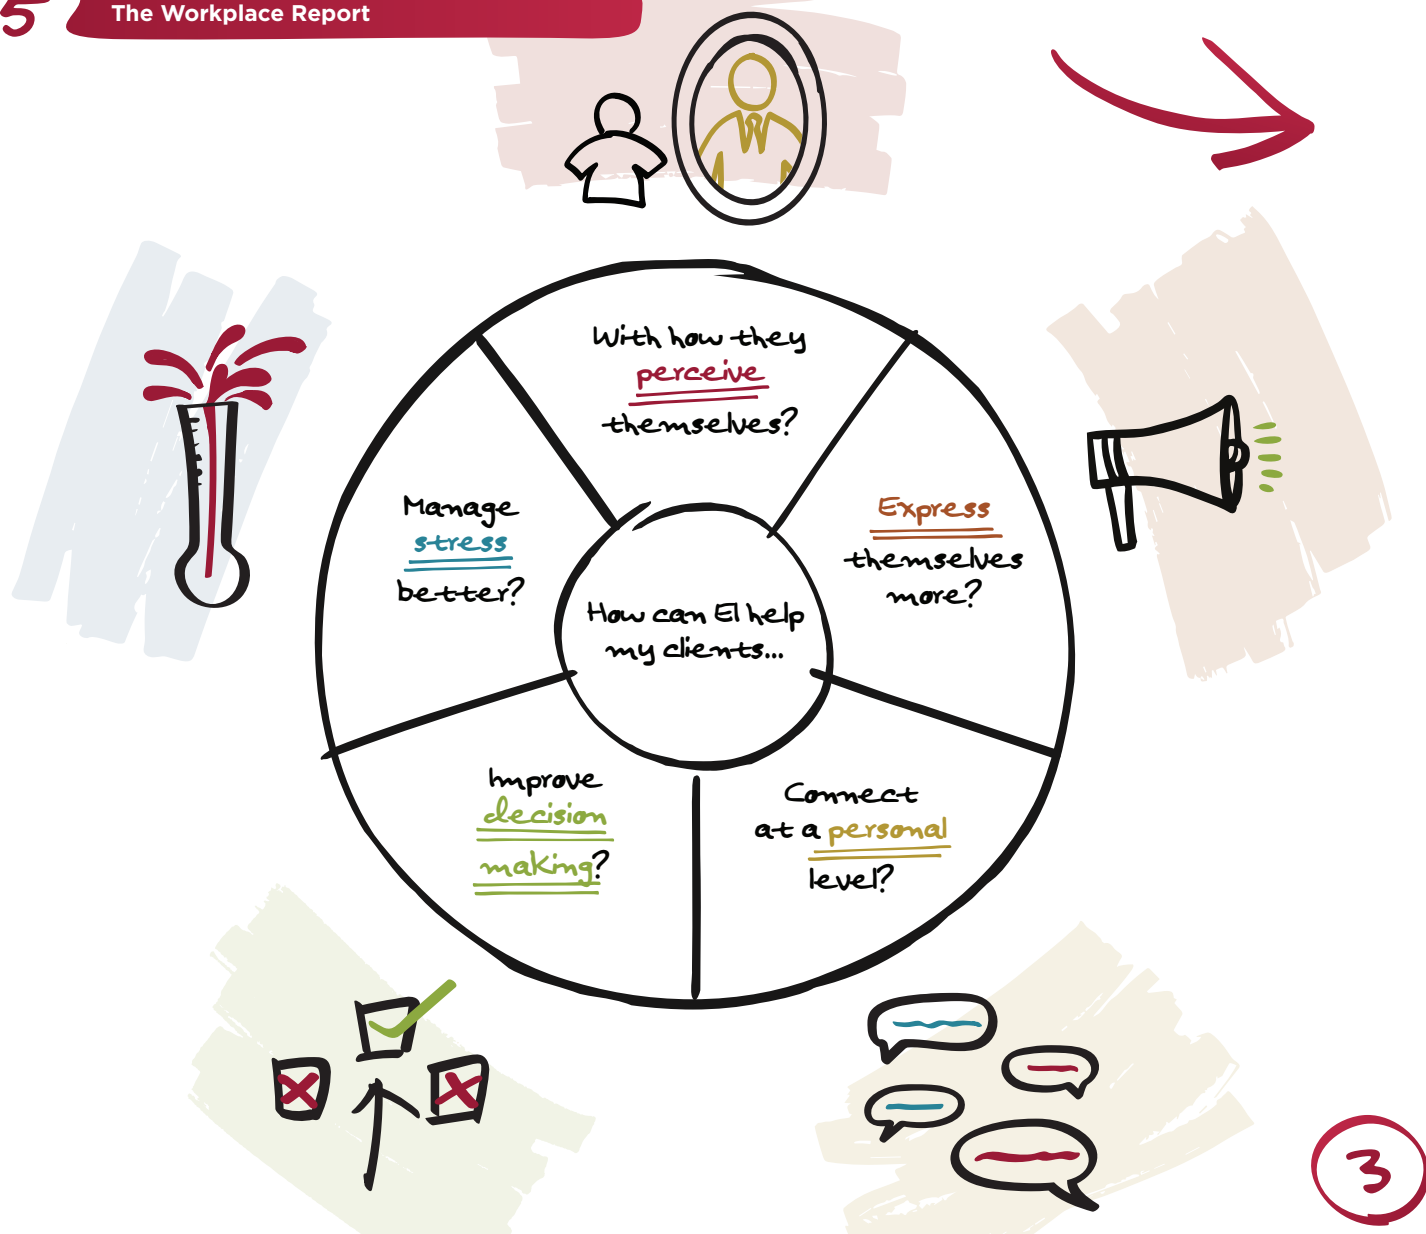 5
The Workplace Report
With how they
perceive
themselves?
Manage
stress
better?
Express
themselves
more?
How can EI help
my clients...
Improve
decision
making?
Connect
at a personal
level?
3